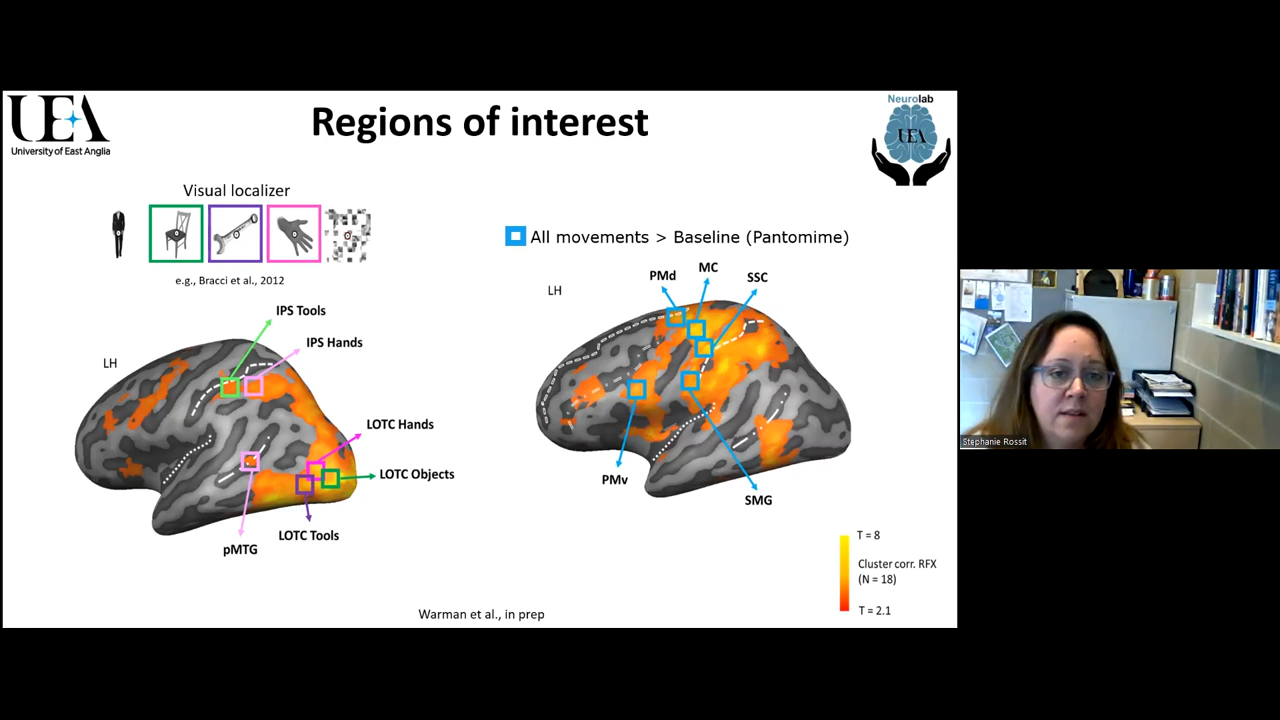 UEA
University of East Anglia
Regions of interest
Neurolab
UEA
Visual localizer
e.g., Bracci et al., 2012
All movements > Baseline (Pantomime)
LH
IPS Tools
IPS Hands
LOTC Hands
LOTC Objects
LOTC Tools
pMTG
LH
PMd
MC
SSC
PMv
SMG
T = 8
Cluster corr. RFX
(N = 18)
T = 2.1
Warman et al., in prep
Stephanie Rossit